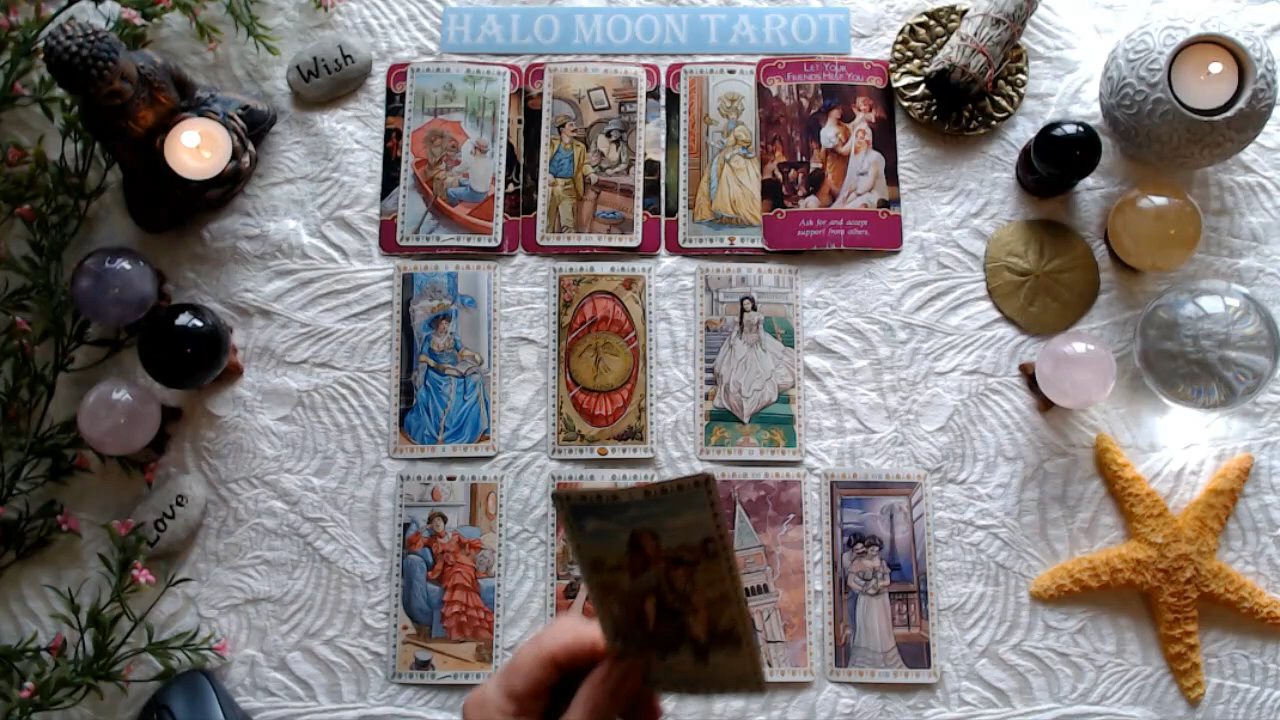 HALO MOON TAROT
Wish
LET YOUR
FRIENDS HELP YOU
Ask for and accept
support from others.
Love